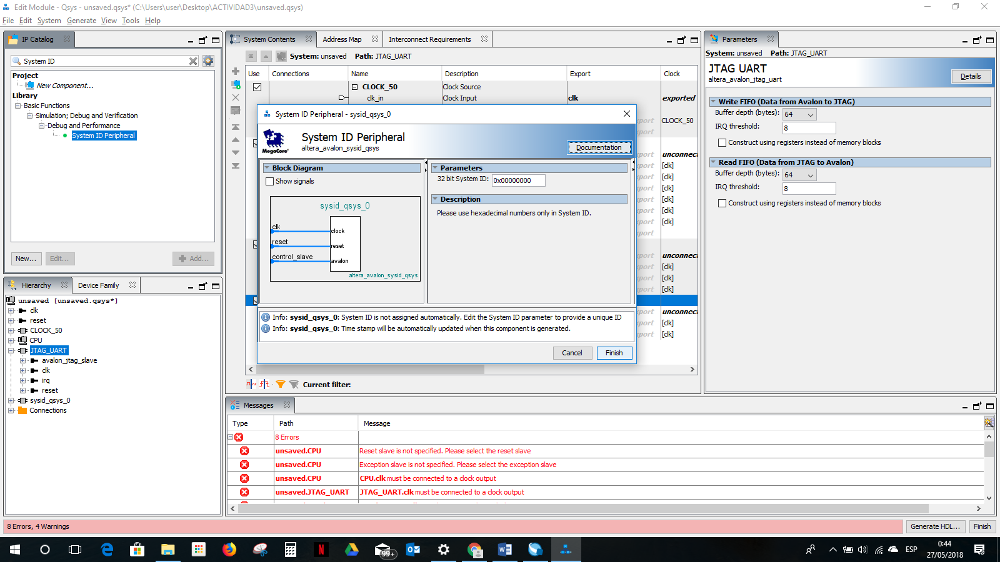 Edit Module - Qsys - unsaved.qsys* (C:\Users\user\Desktop\ACTIVIDAD3\unsaved.qsys)
File Edit System Generate View Tools Help
IP Catalog
System ID
Project
New Component...
Library
Basic Functions
Simulation; Debug and Verification
Debug and Performance
System ID Peripheral
New... Edit... Add...
Hierarchy Device Family
unsaved [unsaved.qsys*]
clk
reset
CLOCK_50
CPU
JTAG_UART
avalon_jtag_slave
clk
irq
reset
sysid_qsys_0
Connections
System Contents Address Map Interconnect Requirements
System: unsaved Path: JTAG_UART
Use Connections Name Description Export Clock
CLOCK_50 Clock Source
clk_in Clock Input clk exported
port CLOCK_50
port unconnect
port [clk]
port [clk]
port [clk]
port [clk]
port [clk]
port [clk]
port
port unconnect
port [clk]
port [clk]
port [clk]
port unconnect
port [clk]
port [clk]
Current filter:
System ID Peripheral - sysid_qsys_0
System ID Peripheral
altera_avalon_sysid_qsys
MegaCore®
Documentation
Block Diagram
Show signals
sysid_qsys_0
clk
clock
reset
reset
control_slave
avalon
altera_avalon_sysid_qsys
Parameters
32 bit System ID: 0x00000000
Description
Please use hexadecimal numbers only in System ID.
Info: sysid_qsys_0: System ID is not assigned automatically. Edit the System ID parameter to provide a unique ID
Info: sysid_qsys_0: Time stamp will be automatically updated when this component is generated.
Cancel Finish
Parameters
System: unsaved Path: JTAG_UART
JTAG UART
altera_avalon_jtag_uart
Details
Write FIFO (Data from Avalon to JTAG)
Buffer depth (bytes): 64
IRQ threshold: 8
Construct using registers instead of memory blocks
Read FIFO (Data from JTAG to Avalon)
Buffer depth (bytes): 64
IRQ threshold: 8
Construct using registers instead of memory blocks
Messages
Type Path Message
8 Errors
unsaved.CPU Reset slave is not specified. Please select the reset slave
unsaved.CPU Exception slave is not specified. Please select the exception slave
unsaved.CPU CPU.clk must be connected to a clock output
unsaved.JTAG_UART JTAG_UART.clk must be connected to a clock output
8 Errors, 4 Warnings
Generate HDL... Finish
99+
ESP
0:44
27/05/2018